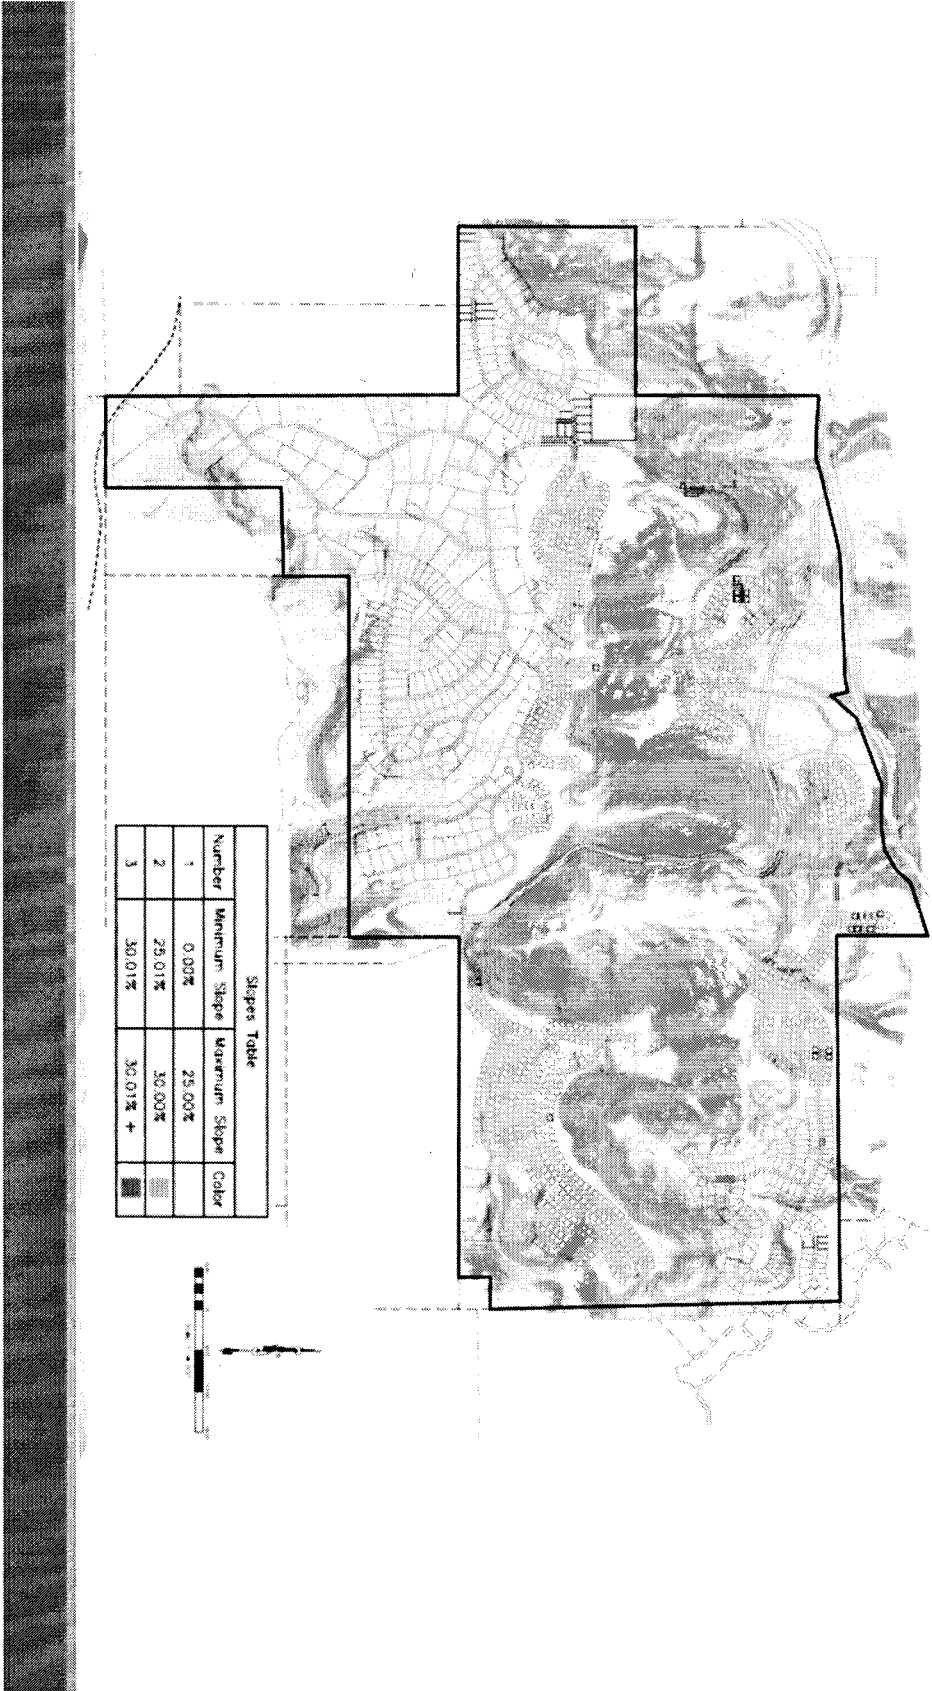 Slopes Table
Number Minimum Slope Maximum Slope Color
1 0.00% 25.00%
2 25.01% 30.00%
3 30.01% 30.01% +